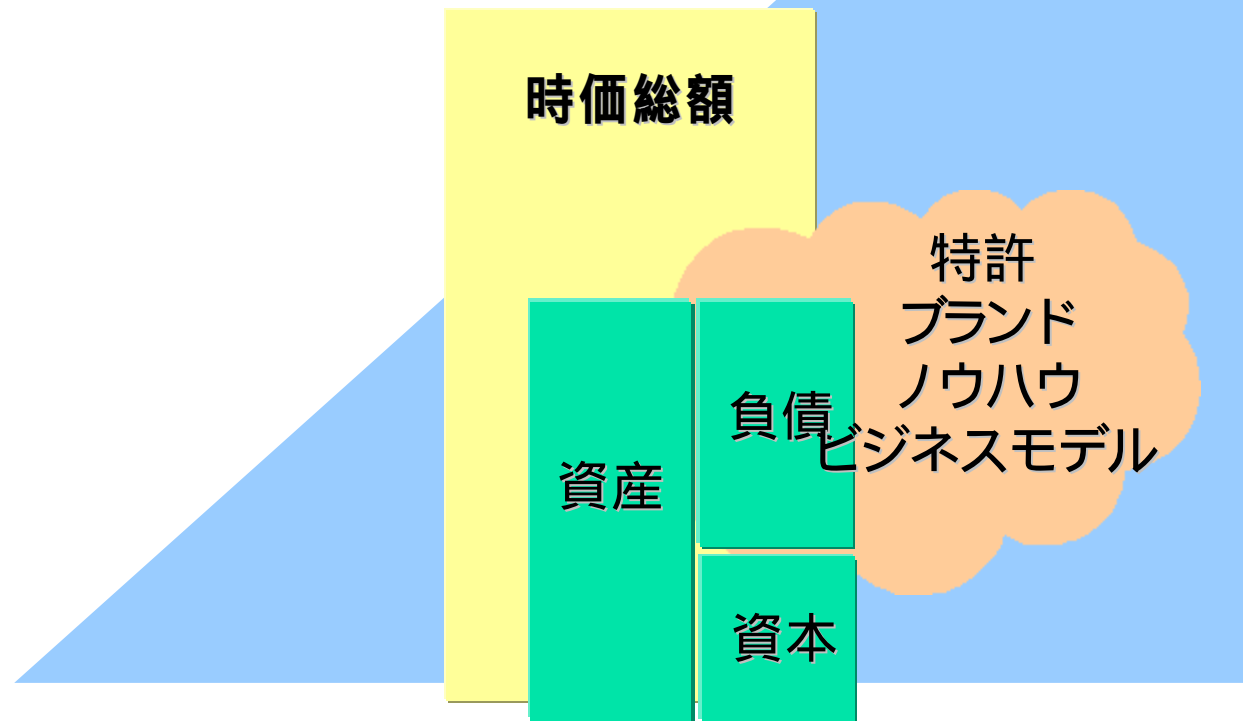 時価総額
特許
ブランド
ノウハウ
ビジネスモデル
負債
資産
資本